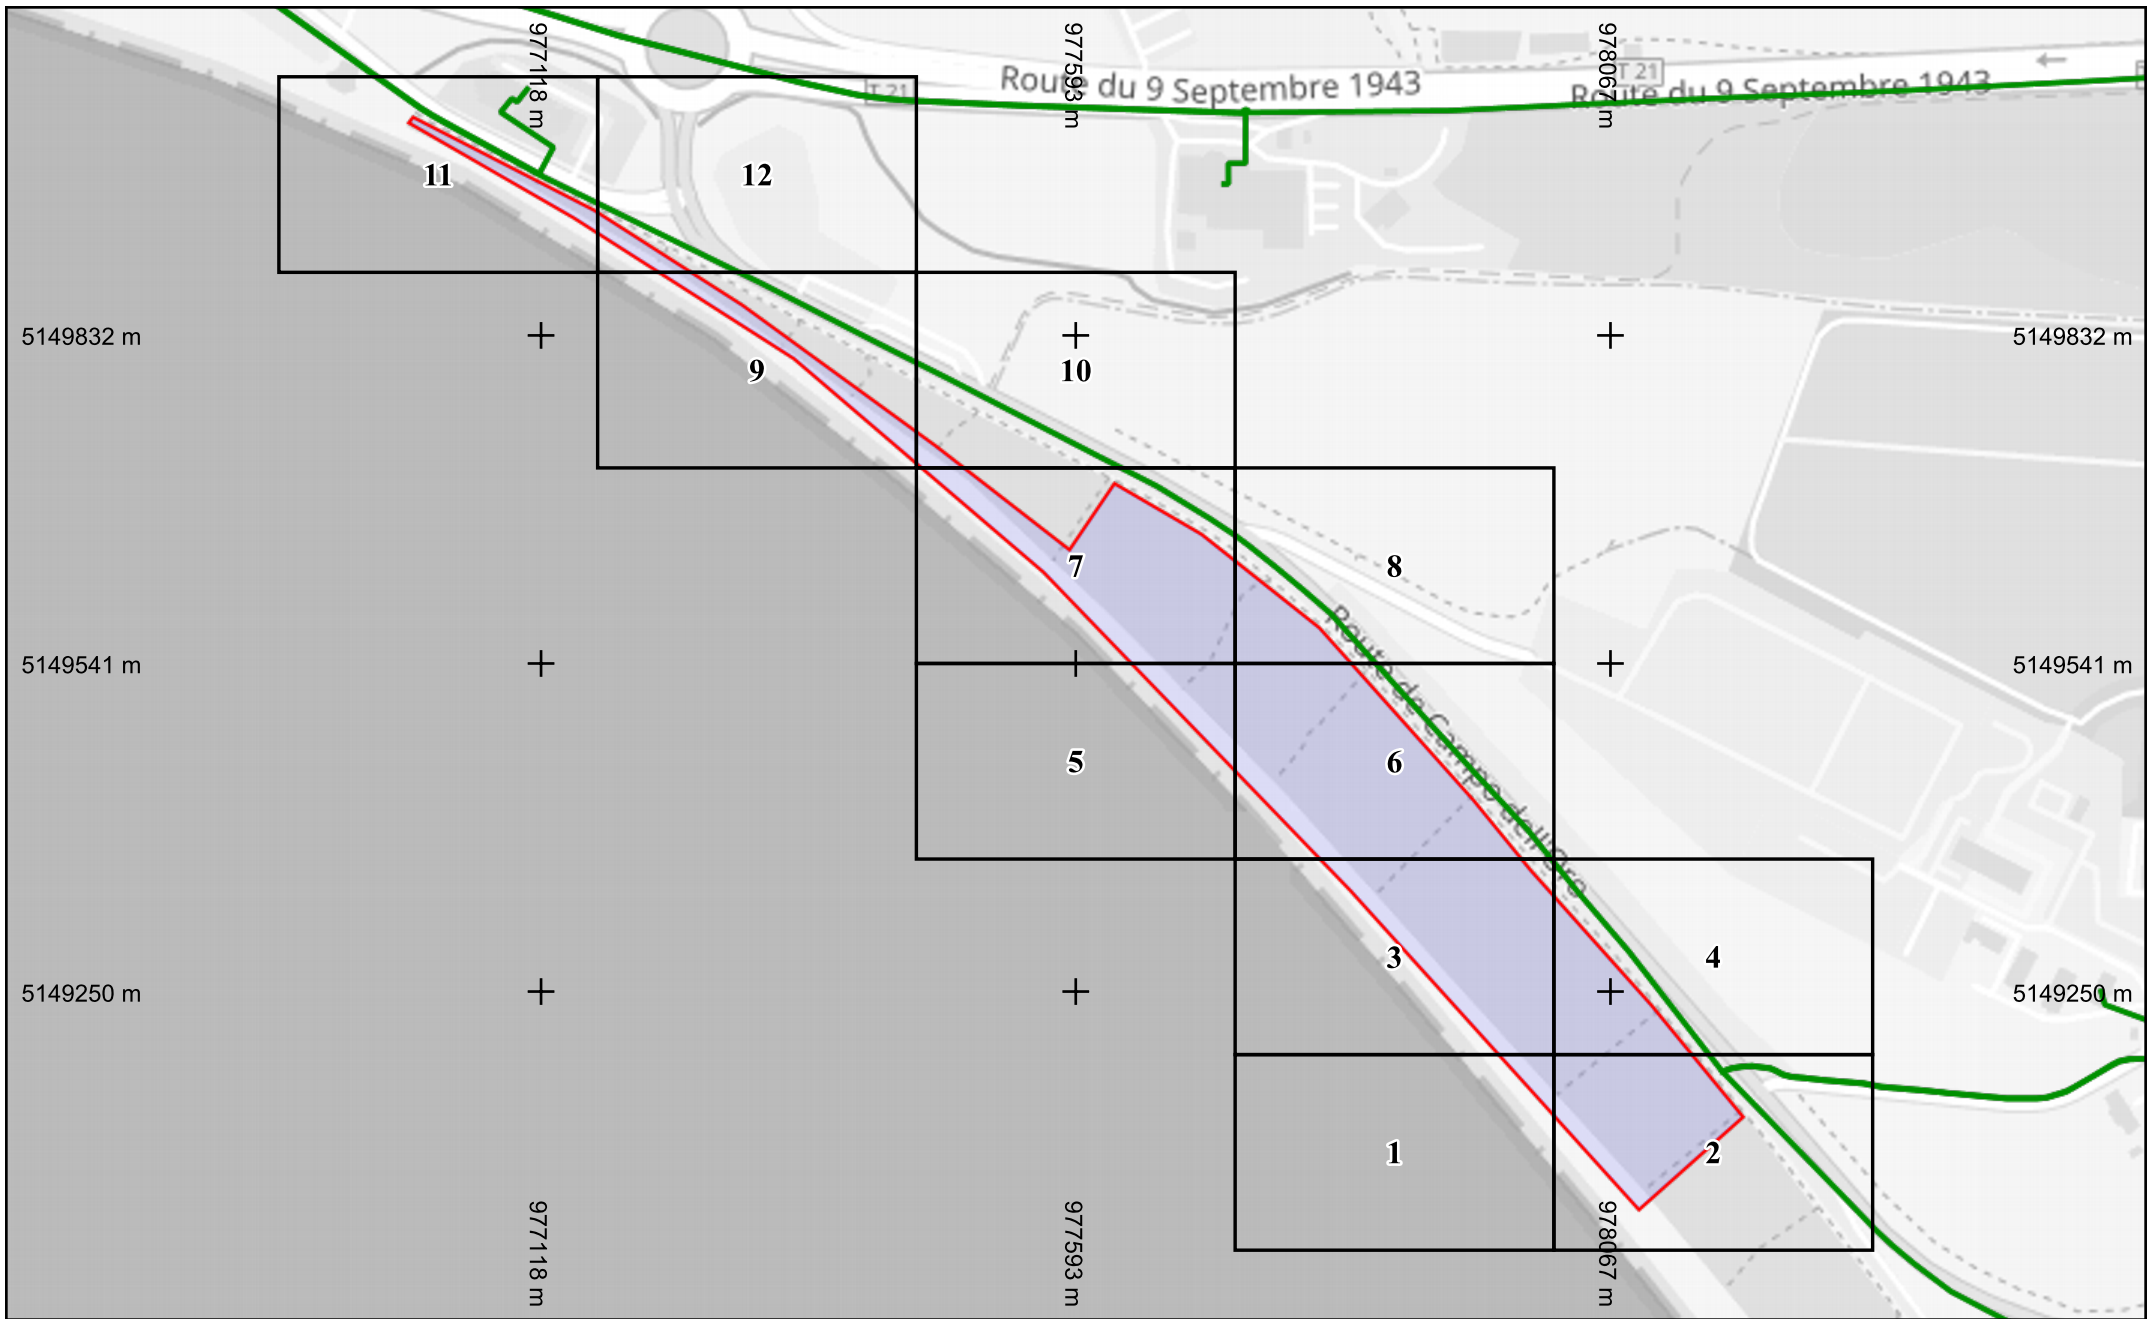 977118 m
977593 m
978067 m
T 21
Route du 9 Septembre 1943
T 21
Route du 9 Septembre 1943
11
12
5149832 m
5149832 m
9
10
7
8
Route de Campo dell'Oro
5149541 m
5149541 m
5
6
3
4
5149250 m
5149250 m
1
2
977118 m
977593 m
978067 m